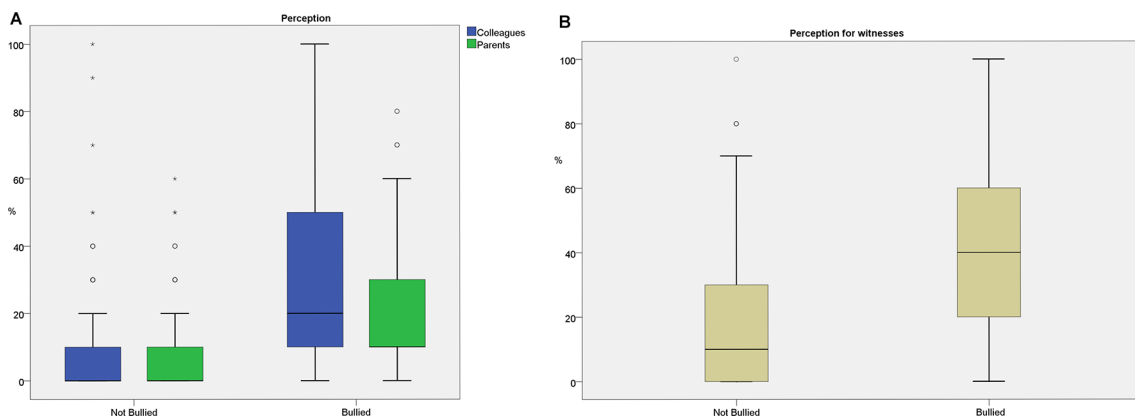 A
Perception
Colleagues
Parents
100
80
60
%
40
20
0
Not Bullied
Bullied
B
Perception for witnesses
100
80
%
60
40
20
0
Not Bullied
Bullied